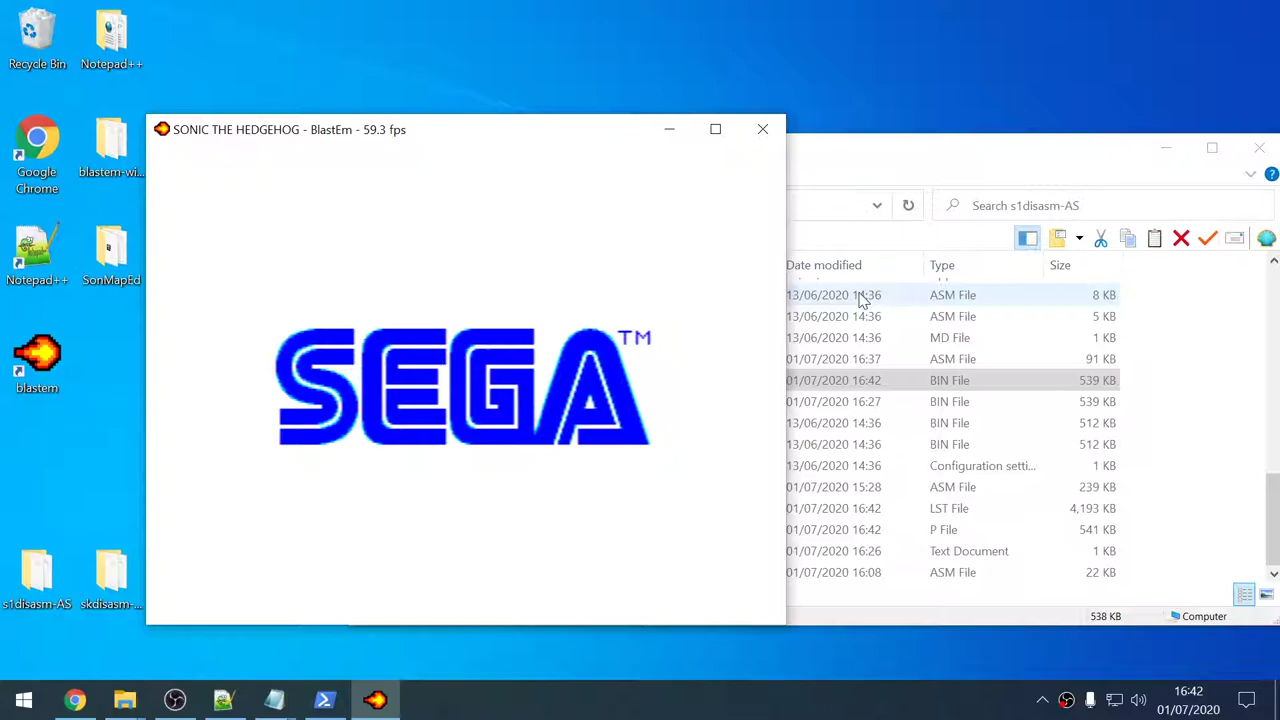 Recycle Bin
Notepad++
Google
Chrome
blastem-wi...
Notepad++
SonMapEd
blastem
s1disasm-AS
skdisasm-...
SONIC THE HEDGEHOG - BlastEm - 59.3 fps
SEGA™
Search s1disasm-AS
Date modified Type Size
13/06/2020 14:36 ASM File 8 KB
13/06/2020 14:36 ASM File 5 KB
13/06/2020 14:36 MD File 1 KB
01/07/2020 16:37 ASM File 91 KB
01/07/2020 16:42 BIN File 539 KB
01/07/2020 16:27 BIN File 539 KB
13/06/2020 14:36 BIN File 512 KB
13/06/2020 14:36 BIN File 512 KB
13/06/2020 14:36 Configuration setti... 1 KB
01/07/2020 15:28 ASM File 239 KB
01/07/2020 16:42 LST File 4,193 KB
01/07/2020 16:42 P File 541 KB
01/07/2020 16:26 Text Document 1 KB
01/07/2020 16:08 ASM File 22 KB
538 KB Computer
16:42
01/07/2020